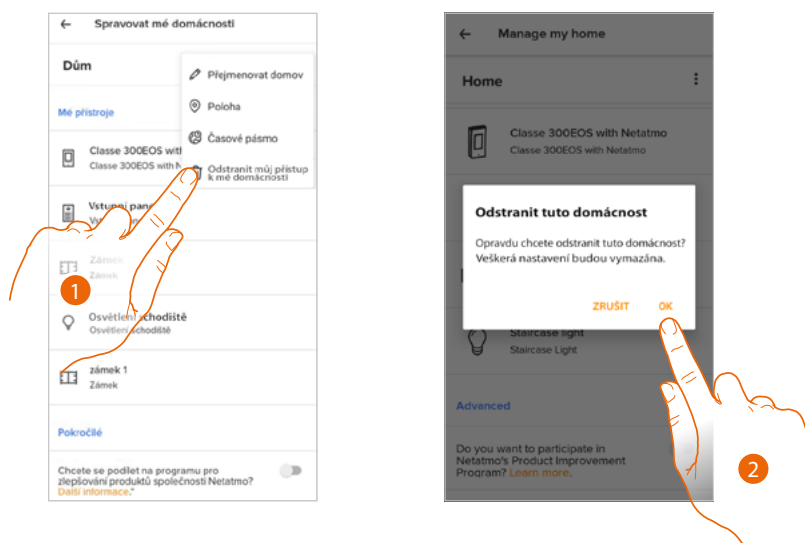 Spravovat mé domácnosti
Dům
Přejmenovat domov
Poloha
Časové pásmo
Odstranit můj přístup
k mé domácnosti
Mé přístroje
Classe 300EOS with
Classe 300EOS with N
Vstupní pane
Vst
Zámek
Zámek
Osvětlení schodiště
Osvětlení schodiště
zámek 1
Zámek
Pokročilé
Chcete se podílet na programu pro
zlepšování produktů společnosti Netatmo?
Další informace."
1
Manage my home
Home
Classe 300EOS with Netatmo
Classe 300EOS with Netatmo
Odstranit tuto domácnost
Opravdu chcete odstranit tuto domácnost?
Veškerá nastavení budou vymazána.
ZRUŠIT OK
Staircase light
Staircase Light
Advanced
Do you want to participate in
Netatmo's Product Improvement
Program? Learn more.
2